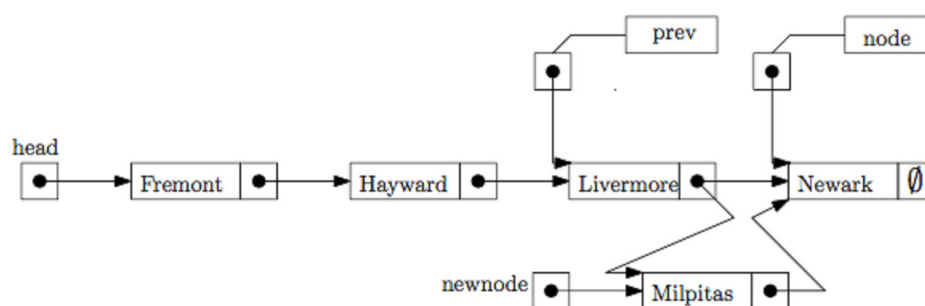 prev
node
head
Fremont
Hayward
Livermore
Newark
Ø
newnode
Milpitas